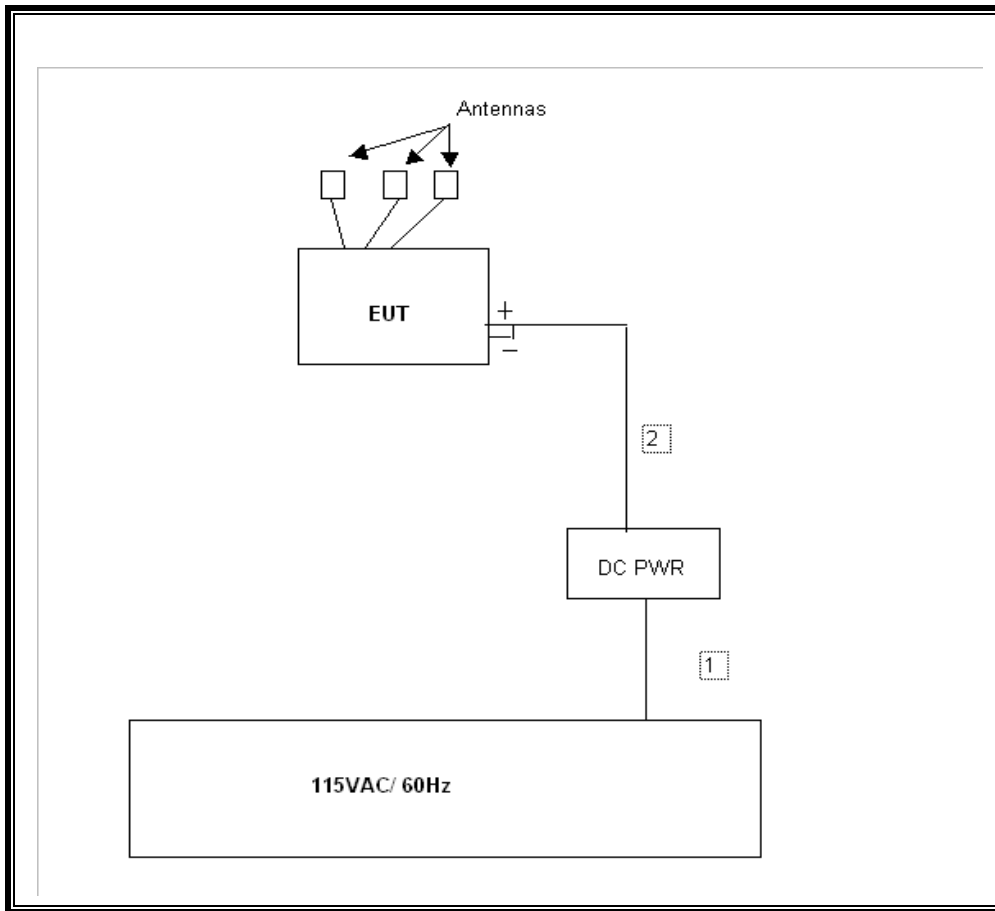 Antennas
EUT
+
–
2
DC PWR
1
115VAC/ 60Hz